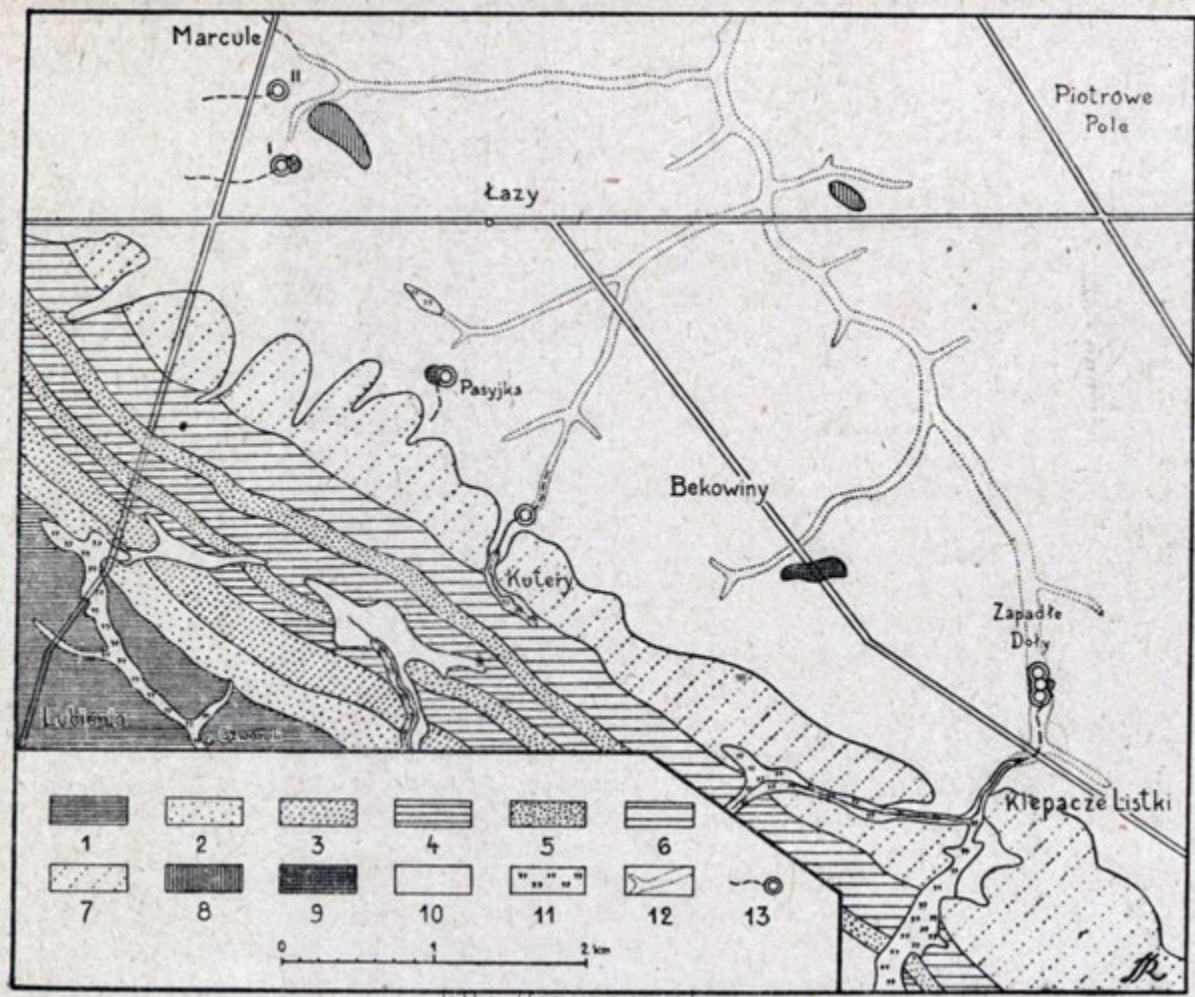 Marcule
II
Piotrowe
Pole
I
Łazy
Pasyjka
Bekowiny
Kutery
Zapadłe
Doły
Lubienia
Klepacze Listki
1 2 3 4 5 6
7 8 9 10 11 12 13
0 1 2 km